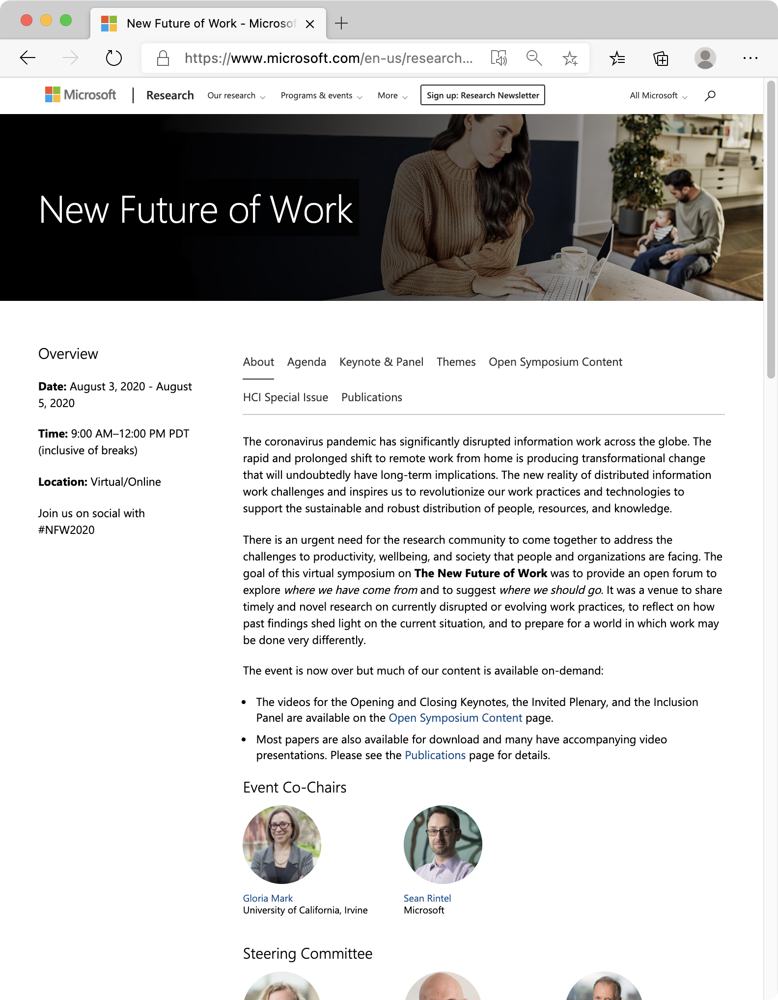 New Future of Work - Microsof
https://www.microsoft.com/en-us/research...
Microsoft
Research
Our research
Programs & events
More
Sign up: Research Newsletter
All Microsoft
New Future of Work
Overview
Date: August 3, 2020 - August
5, 2020
Time: 9:00 AM–12:00 PM PDT
(inclusive of breaks)
Location: Virtual/Online
Join us on social with
#NFW2020
About Agenda Keynote & Panel Themes Open Symposium Content
HCI Special Issue Publications
The coronavirus pandemic has significantly disrupted information work across the globe. The
rapid and prolonged shift to remote work from home is producing transformational change
that will undoubtedly have long-term implications. The new reality of distributed information
work challenges and inspires us to revolutionize our work practices and technologies to
support the sustainable and robust distribution of people, resources, and knowledge.
There is an urgent need for the research community to come together to address the
challenges to productivity, wellbeing, and society that people and organizations are facing. The
goal of this virtual symposium on The New Future of Work was to provide an open forum to
explore where we have come from and to suggest where we should go. It was a venue to share
timely and novel research on currently disrupted or evolving work practices, to reflect on how
past findings shed light on the current situation, and to prepare for a world in which work may
be done very differently.
The event is now over but much of our content is available on-demand:
• The videos for the Opening and Closing Keynotes, the Invited Plenary, and the Inclusion
Panel are available on the Open Symposium Content page.
• Most papers are also available for download and many have accompanying video
presentations. Please see the Publications page for details.
Event Co-Chairs
Gloria Mark
University of California, Irvine
Sean Rintel
Microsoft
Steering Committee